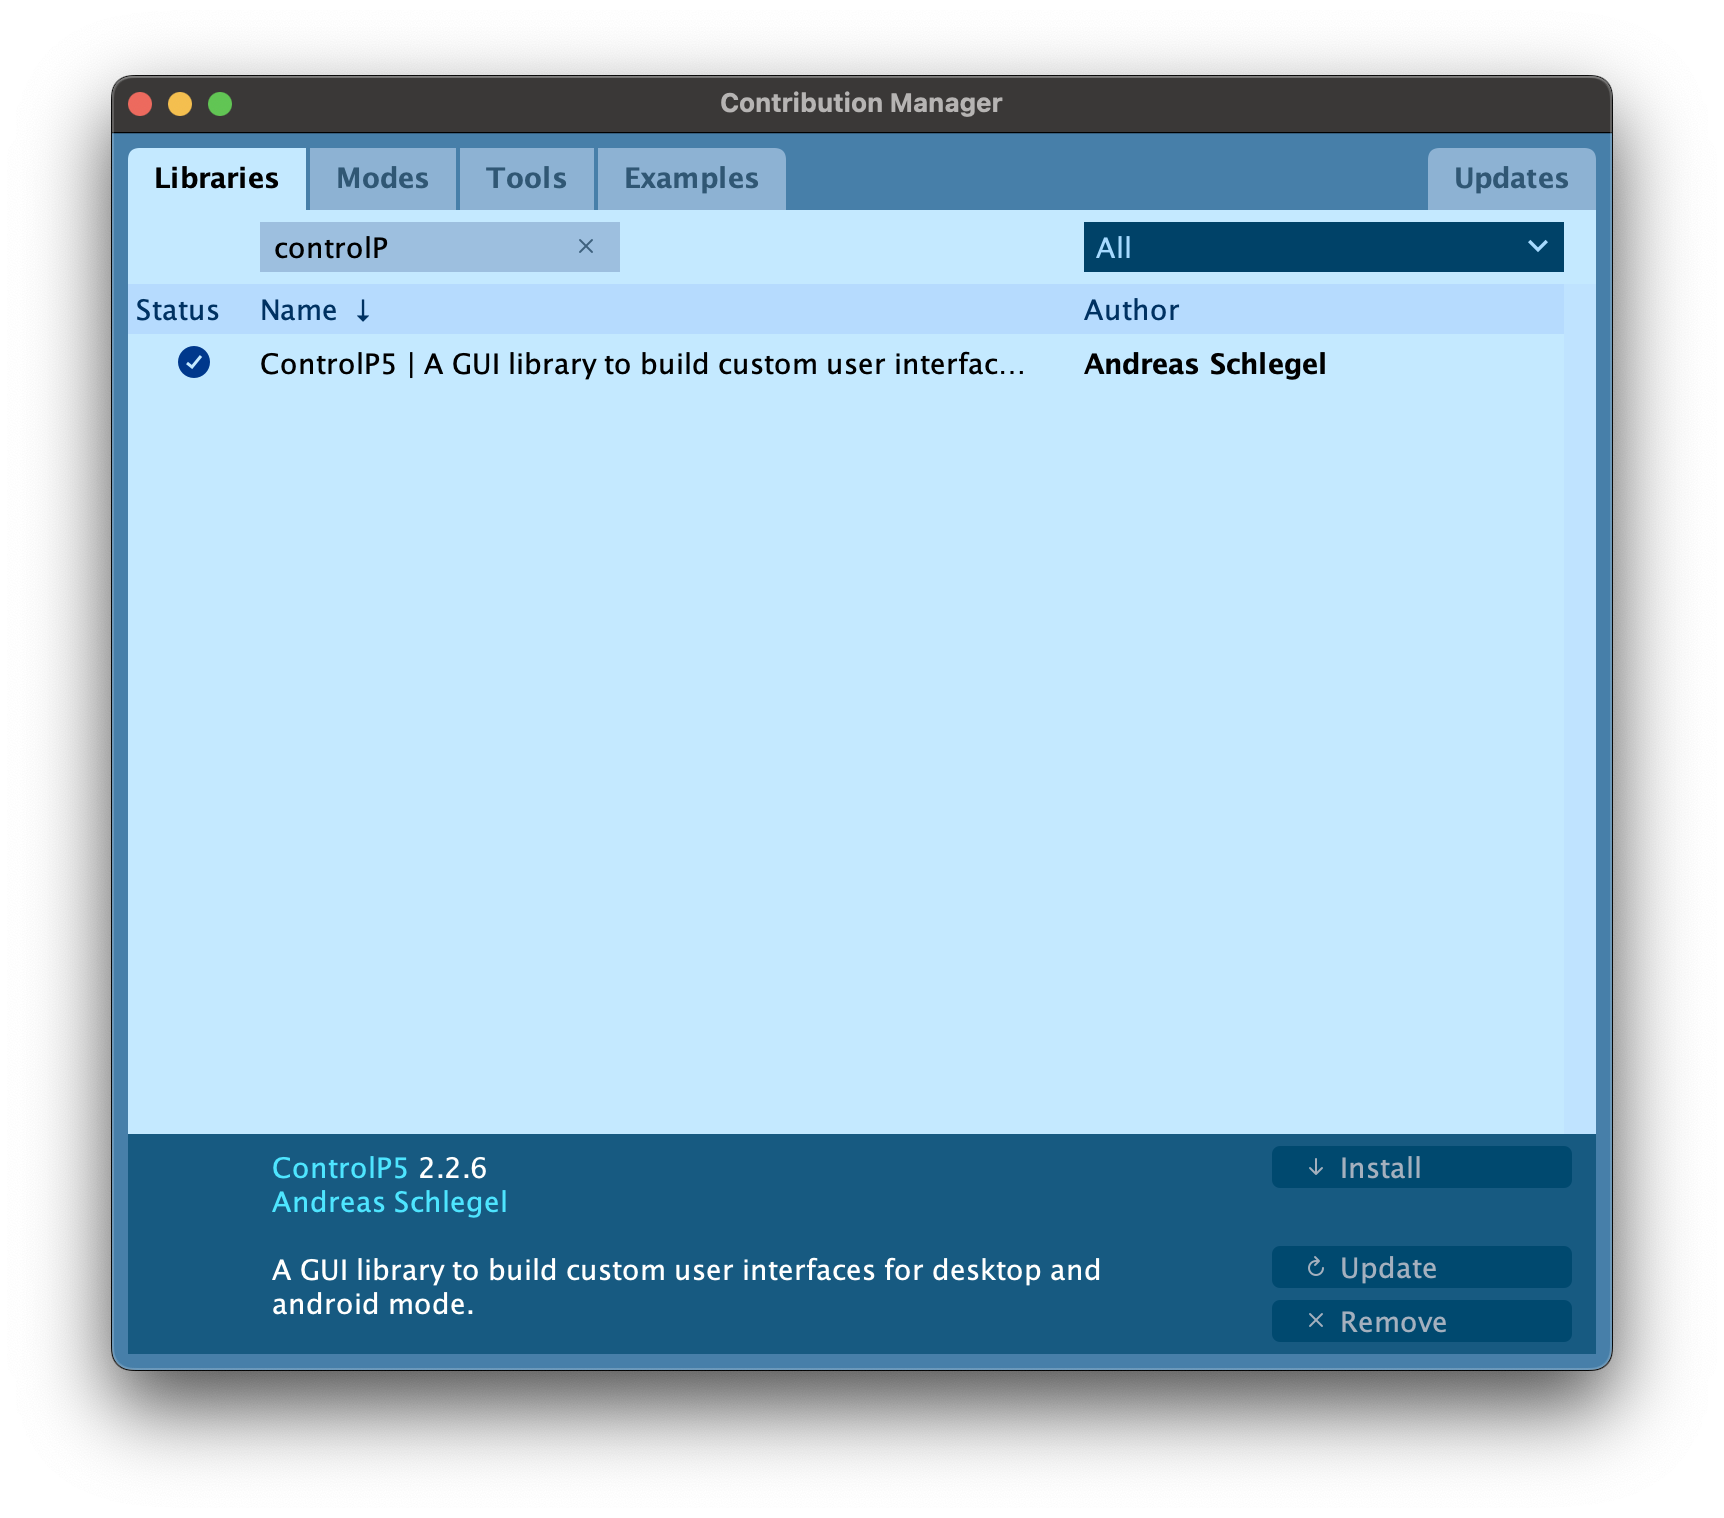 Contribution Manager
Libraries Modes Tools Examples Updates
controlP All
Status Name ↓ Author
ControlP5 | A GUI library to build custom user interfac... Andreas Schlegel
ControlP5 2.2.6
Andreas Schlegel
A GUI library to build custom user interfaces for desktop and
android mode.
Install
Update
Remove